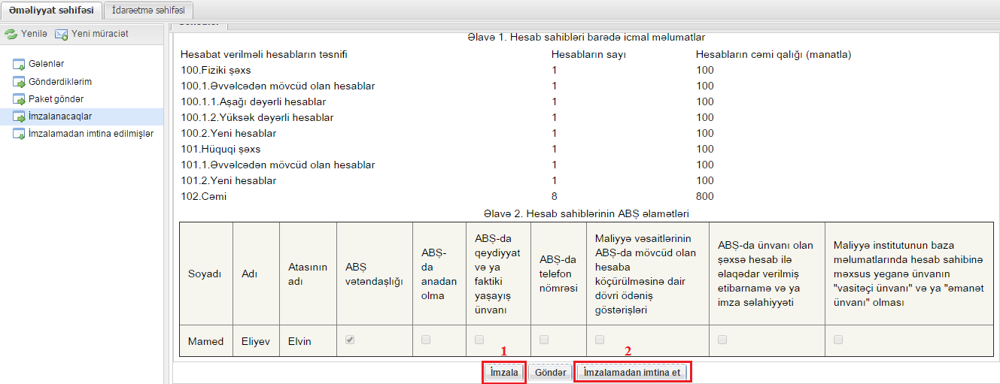 Əməliyyat səhifəsi İdarəetmə səhifəsi
Yenilə Yeni müraciət
Gələnlər
Göndərdiklərim
Paket göndər
İmzalanacaqlar
İmzalamadan imtina edilmişlər
Əlavə 1. Hesab sahibləri barədə icmal məlumatlar
Hesabat verilməli hesabların təsnifi Hesabların sayı Hesabların cəmi qalığı (manatla)
100.Fiziki şəxs 1 100
100.1.Əvvəlcədən mövcüd olan hesablar 1 100
100.1.1.Aşağı dəyərli hesablar 1 100
100.1.2.Yüksək dəyərli hesablar 1 100
100.2.Yeni hesablar 1 100
101.Hüquqi şəxs 1 100
101.1.Əvvəlcədən mövcüd olan hesablar 1 100
101.2.Yeni hesablar 1 100
102.Cəmi 8 800
Əlavə 2. Hesab sahiblərinin ABŞ əlamətləri
Soyadı
Adı
Atasının
adı
ABŞ
vətəndaşlığı
ABŞ-
da
anadan
olma
ABŞ-da
qeydiyyat
və ya
faktiki
yaşayış
ünvanı
ABŞ-da
telefon
nömrəsi
Maliyyə vəsaitlərinin
ABŞ-da mövcüd olan
hesaba
köçürülməsinə dair
dövri ödəniş
göstərişləri
ABŞ-da ünvanı olan
şəxsə hesab ilə
əlaqədar verilmiş
etibarnamə və ya
imza səlahiyyəti
Maliyyə institutunun baza
məlumatlarında hesab sahibinə
məxsus yeganə ünvanın
"vasitəçi ünvanı" və ya "əmanət
ünvanı" olması
Mamed Eliyev Elvin
1 2
İmzala Göndər İmzalamadan imtina et